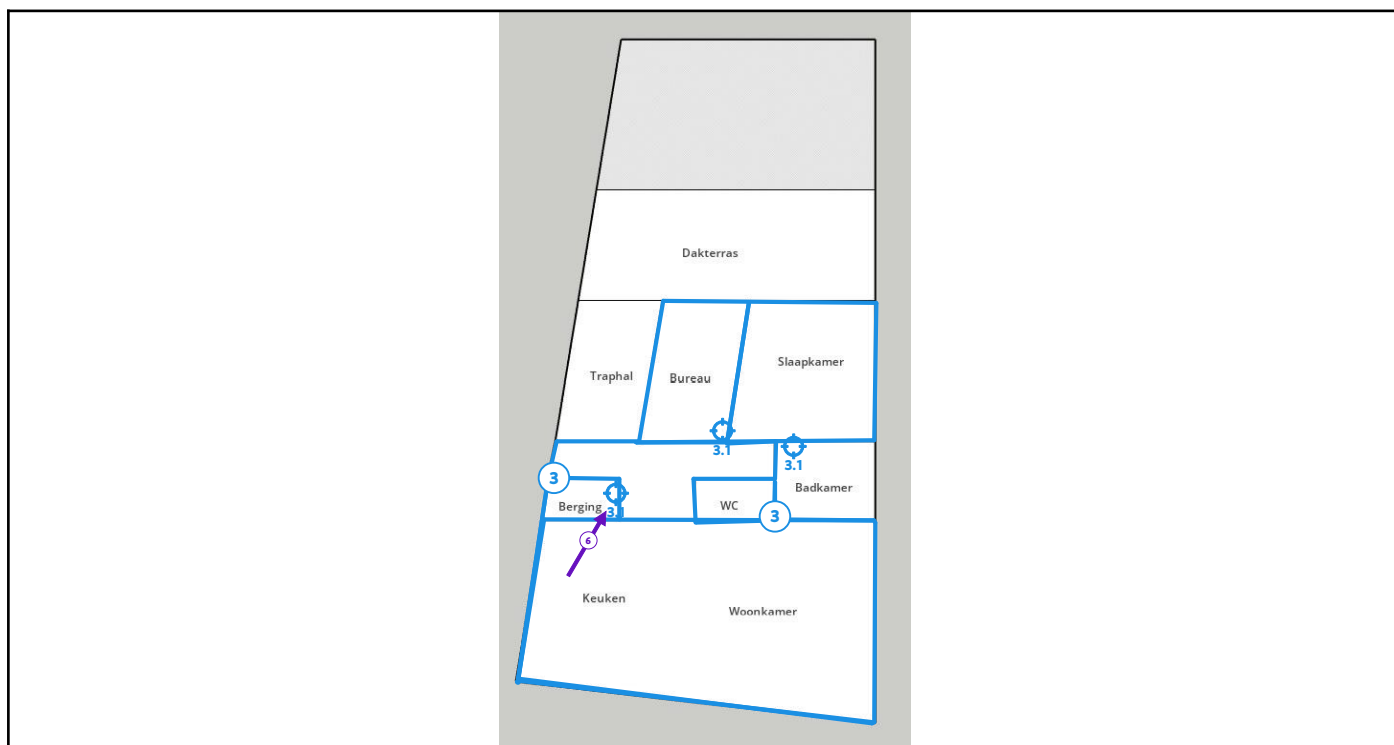 Dakterras
Slaapkamer
Traphal
Bureau
3.1
3.1
3
Badkamer
Berging
WC
3.1
3
6
Keuken
Woonkamer